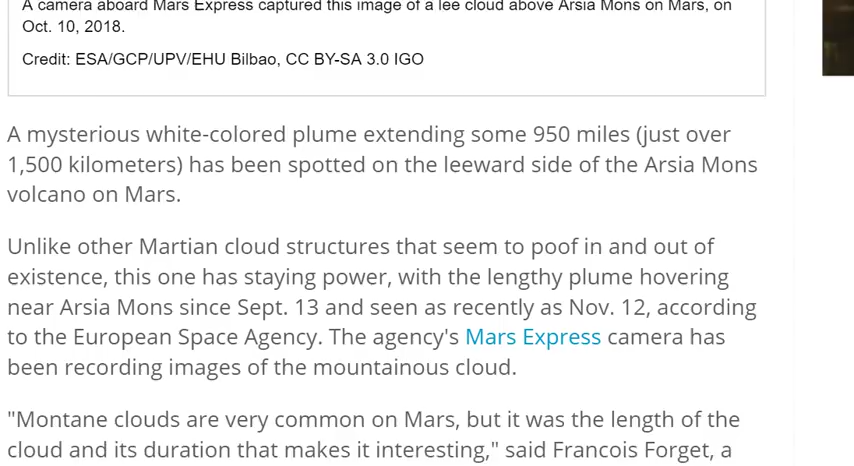 A camera aboard Mars Express captured this image of a lee cloud above Arsia Mons on Mars, on
Oct. 10, 2018.
Credit: ESA/GCP/UPV/EHU Bilbao, CC BY-SA 3.0 IGO
A mysterious white-colored plume extending some 950 miles (just over
1,500 kilometers) has been spotted on the leeward side of the Arsia Mons
volcano on Mars.
Unlike other Martian cloud structures that seem to poof in and out of
existence, this one has staying power, with the lengthy plume hovering
near Arsia Mons since Sept. 13 and seen as recently as Nov. 12, according
to the European Space Agency. The agency's Mars Express camera has
been recording images of the mountainous cloud.
"Montane clouds are very common on Mars, but it was the length of the
cloud and its duration that makes it interesting," said Francois Forget, a